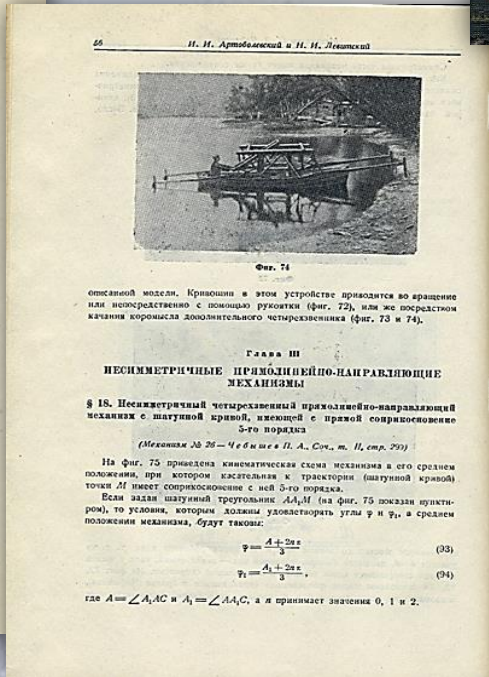 56
И. И. Артоболевский и Н. И. Левитский
Фиг. 74
описанной модели. Кривошип в этом устройстве приводится во вращение
или непосредственно с помощью рукоятки (фиг. 72), или же посредством
качания коромысла дополнительного четырехзвенника (фиг. 73 и 74).
Глава III
НЕСИММЕТРИЧНЫЕ ПРЯМОЛИНЕЙНО-НАПРАВЛЯЮЩИЕ
МЕХАНИЗМЫ
§ 18. Несимметричный четырехзвенный прямолинейно-направляющий
механизм с шатунной кривой, имеющей с прямой соприкосновение
5-го порядка
(Механизм № 26 — Чебышев П. А., Соч., т. II, стр. 299)
На фиг. 75 приведена кинематическая схема механизма в его среднем
положении, при котором касательная к траектории (шатунной кривой)
точки M имеет соприкосновение с ней 5-го порядка.
Если задан шатунный треугольник AA₁M (на фиг. 75 показан пункти-
ром), то условия, которым должны удовлетворять углы φ и φ₁, в среднем
положении механизма, будут таковы:
φ = (A + 2nπ)/3 (93)
φ₁ = (A₁ + 2nπ)/3, (94)
где A = ∠A₁AC и A₁ = ∠AA₁C, а n принимает значения 0, 1 и 2.